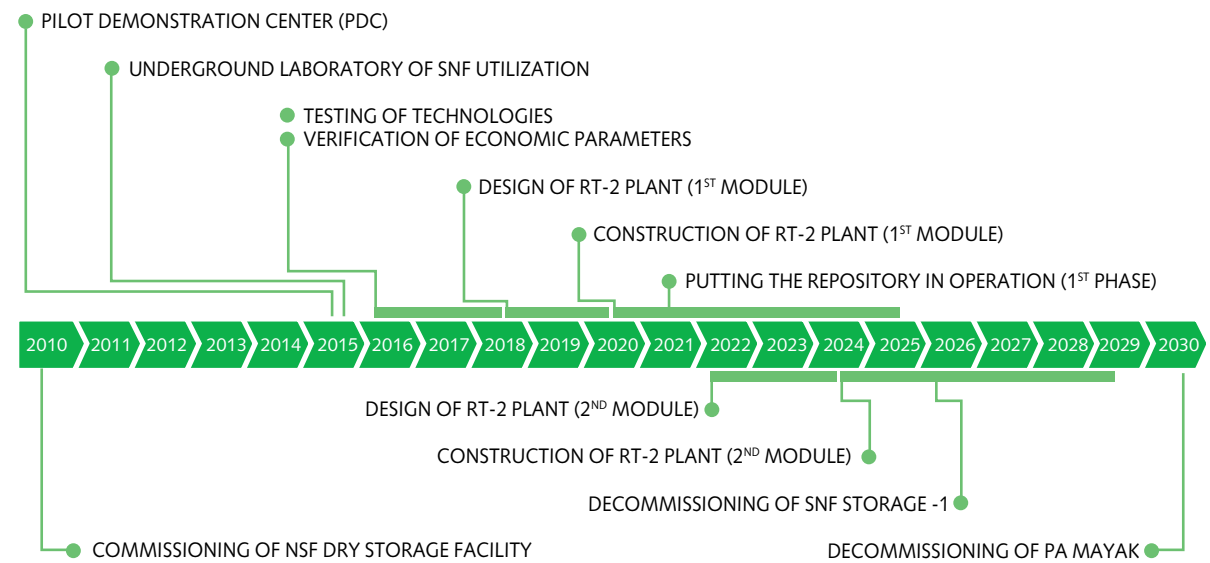 PILOT DEMONSTRATION CENTER (PDC)
UNDERGROUND LABORATORY OF SNF UTILIZATION
TESTING OF TECHNOLOGIES
VERIFICATION OF ECONOMIC PARAMETERS
DESIGN OF RT-2 PLANT (1ST MODULE)
CONSTRUCTION OF RT-2 PLANT (1ST MODULE)
PUTTING THE REPOSITORY IN OPERATION (1ST PHASE)
2010 2011 2012 2013 2014 2015 2016 2017 2018 2019 2020 2021 2022 2023 2024 2025 2026 2027 2028 2029 2030
DESIGN OF RT-2 PLANT (2ND MODULE)
CONSTRUCTION OF RT-2 PLANT (2ND MODULE)
DECOMMISSIONING OF SNF STORAGE -1
COMMISSIONING OF NSF DRY STORAGE FACILITY
DECOMMISSIONING OF PA MAYAK